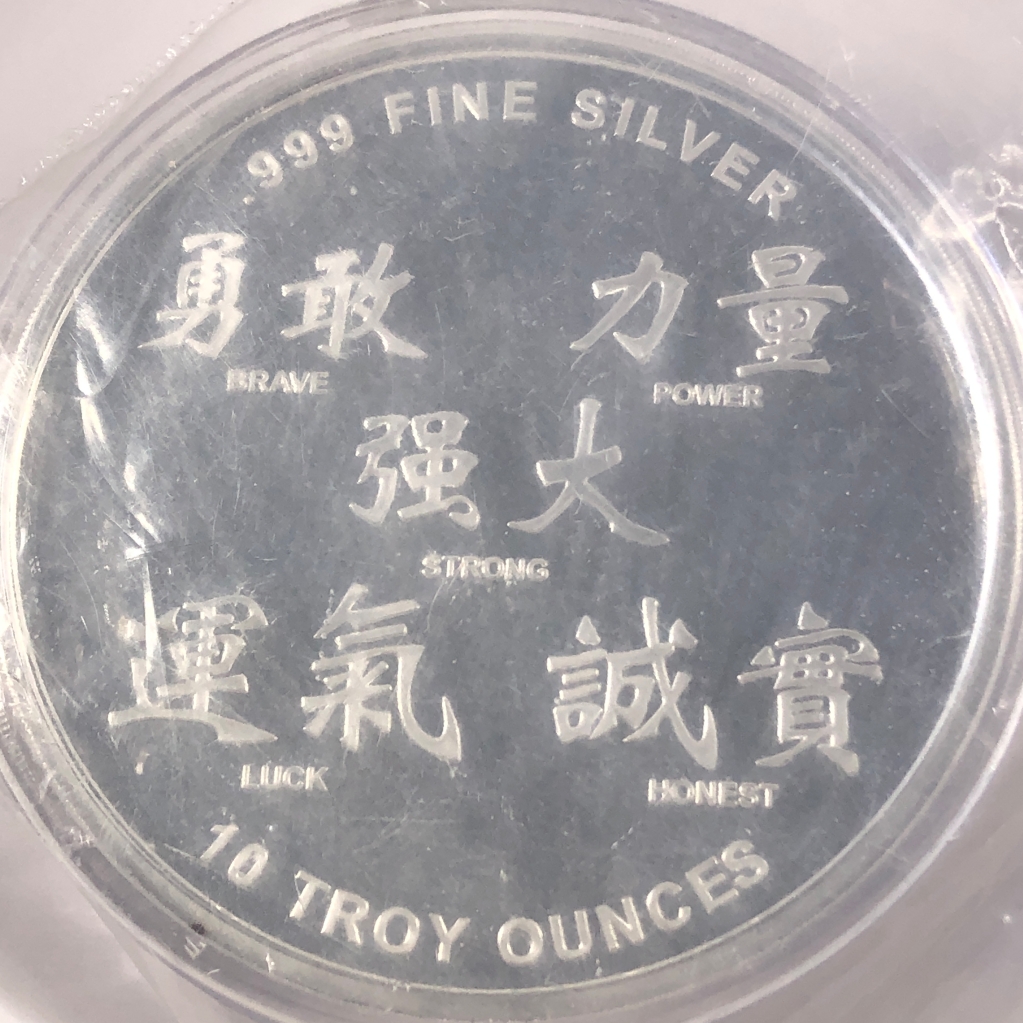 .999 FINE SILVER
勇敢
BRAVE
力量
POWER
强大
STRONG
運氣
LUCK
誠實
HONEST
10 TROY OUNCES